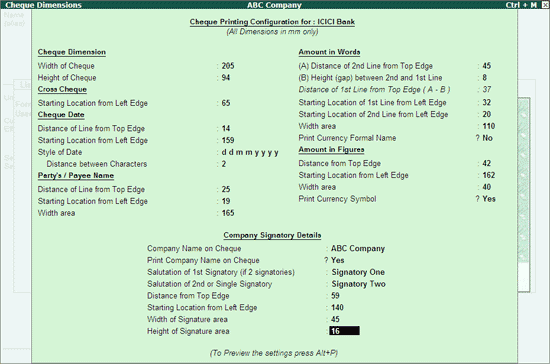 Cheque Dimensions ABC Company Ctrl + M
Cheque Printing Configuration for : ICICI Bank
(All Dimensions in mm only)
Cheque Dimension
Width of Cheque : 205
Height of Cheque : 94
Cross Cheque
Starting Location from Left Edge : 65
Cheque Date
Distance of Line from Top Edge : 14
Starting Location from Left Edge : 159
Style of Date : d d m m y y y y
Distance between Characters : 2
Party's / Payee Name
Distance of Line from Top Edge : 25
Starting Location from Left Edge : 19
Width area : 165
Amount in Words
(A) Distance of 2nd Line from Top Edge : 45
(B) Height (gap) between 2nd and 1st Line : 8
Distance of 1st Line from Top Edge ( A - B ) : 37
Starting Location of 1st Line from Left Edge : 32
Starting Location of 2nd Line from Left Edge : 20
Width area : 110
Print Currency Formal Name ? No
Amount in Figures
Distance from Top Edge : 42
Starting Location from Left Edge : 162
Width area : 40
Print Currency Symbol ? Yes
Company Signatory Details
Company Name on Cheque : ABC Company
Print Company Name on Cheque ? Yes
Salutation of 1st Signatory (if 2 signatories) : Signatory One
Salutation of 2nd or Single Signatory : Signatory Two
Distance from Top Edge : 59
Starting Location from Left Edge : 140
Width of Signature area : 45
Height of Signature area : 16
(To Preview the settings press Alt+P)